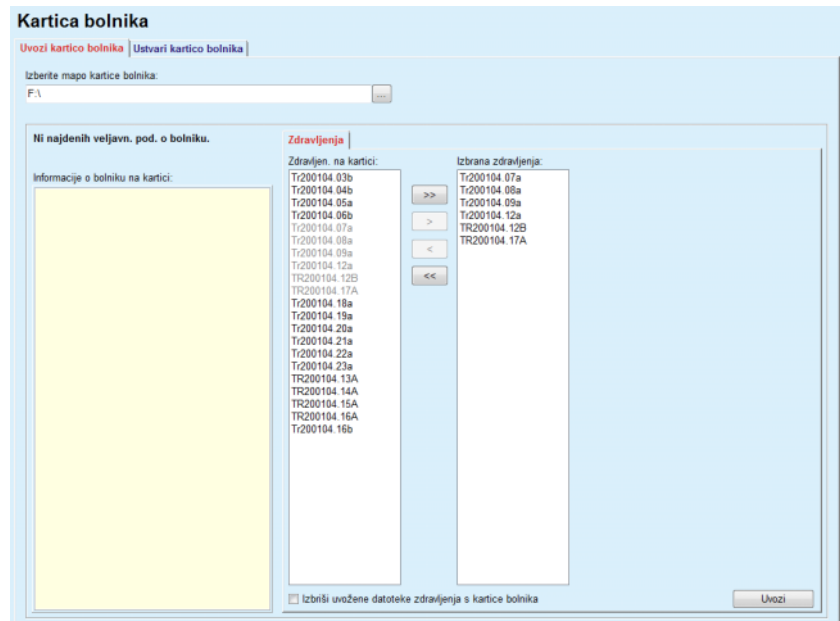 Kartica bolnika
Uvozi kartico bolnika
Ustvari kartico bolnika
Izberite mapo kartice bolnika:
F:\
...
Ni najdenih veljavn. pod. o bolniku.
Informacije o bolniku na kartici:
Zdravljenja
Zdravljen. na kartici:
Tr200104.03b
Tr200104.04b
Tr200104.05a
Tr200104.06b
Tr200104.07a
Tr200104.08a
Tr200104.09a
Tr200104.12a
TR200104.12B
TR200104.17A
Tr200104.18a
Tr200104.19a
Tr200104.20a
Tr200104.21a
Tr200104.22a
Tr200104.23a
TR200104.13A
TR200104.14A
TR200104.15A
TR200104.16A
Tr200104.16b
>>
>
<
<<
Izbrana zdravljenja:
Tr200104.07a
Tr200104.08a
Tr200104.09a
Tr200104.12a
TR200104.12B
TR200104.17A
Izbriši uvožene datoteke zdravljenja s kartice bolnika
Uvozi